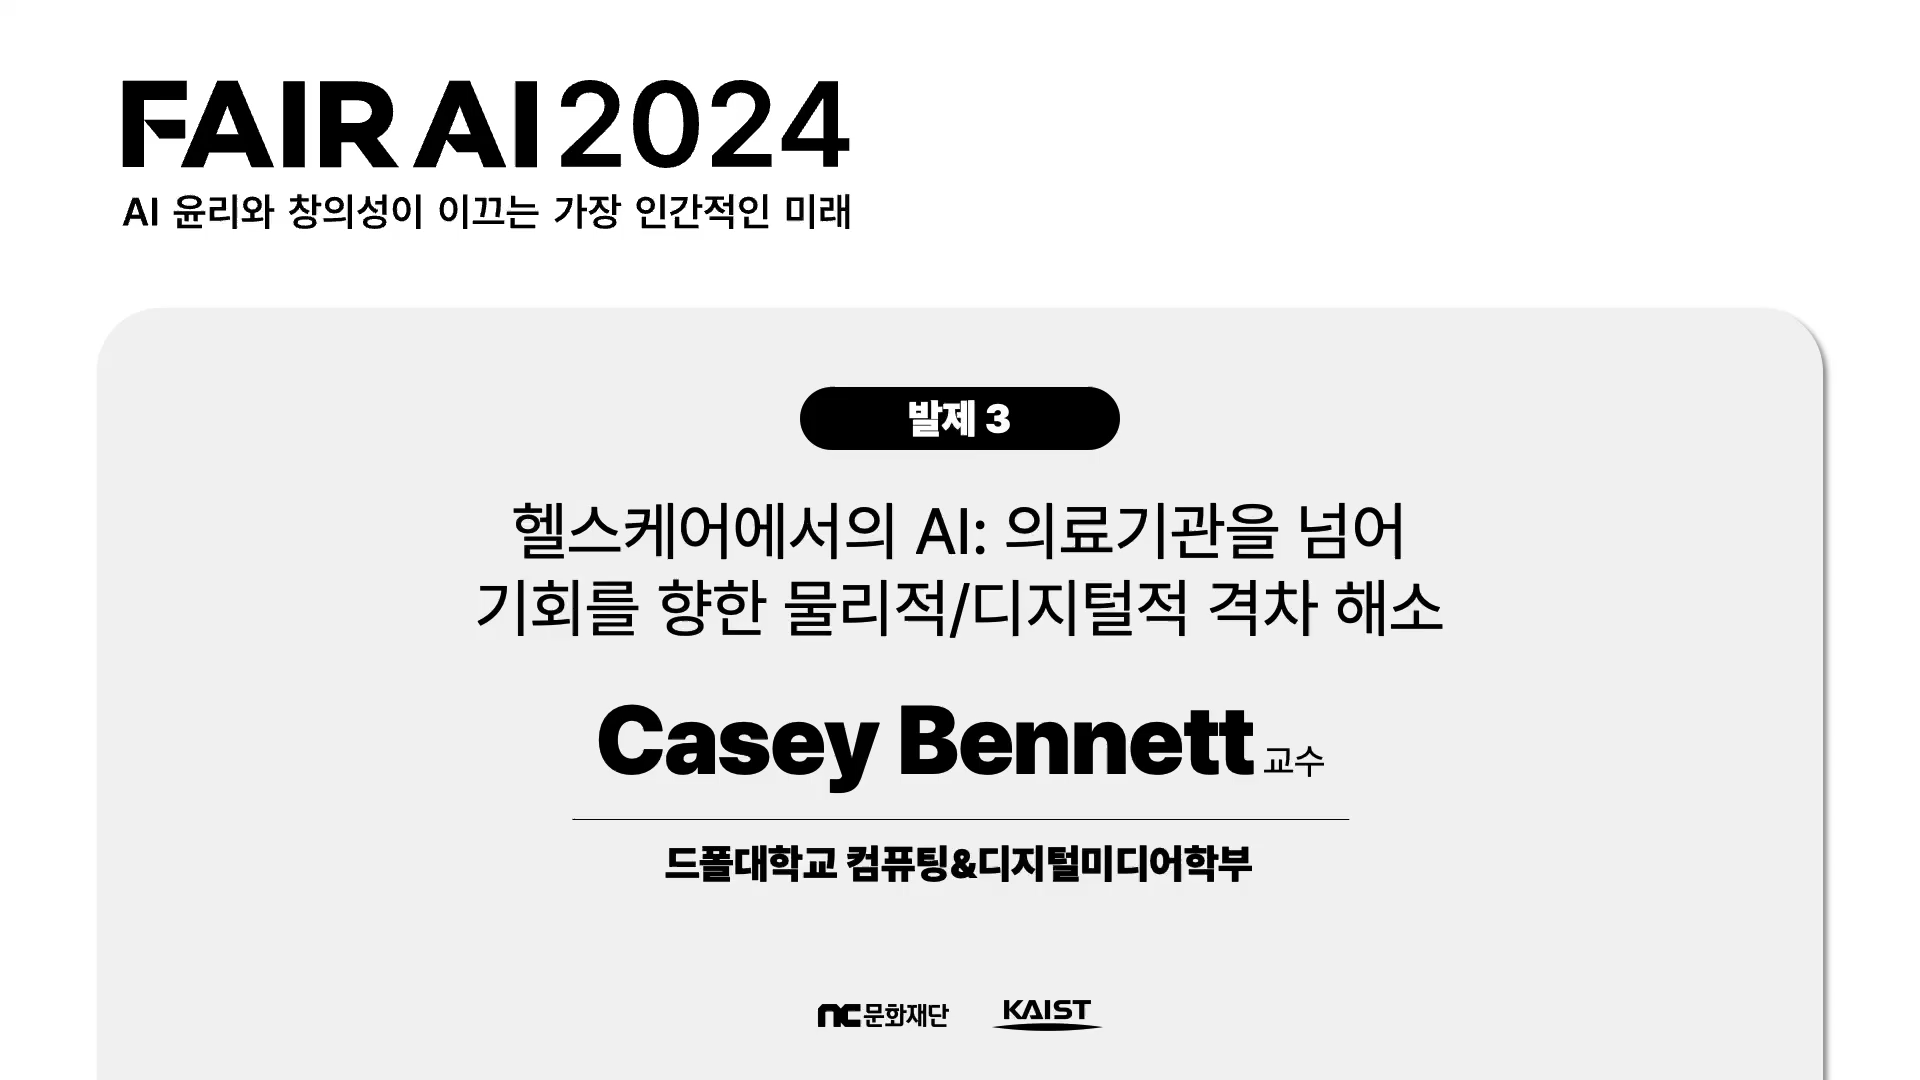 FAIR AI 2024
AI 윤리와 창의성이 이끄는 가장 인간적인 미래
발제 3
헬스케어에서의 AI: 의료기관을 넘어
기회를 향한 물리적/디지털적 격차 해소
Casey Bennett 교수
드폴대학교 컴퓨팅&디지털미디어학부
nc문화재단 KAIST